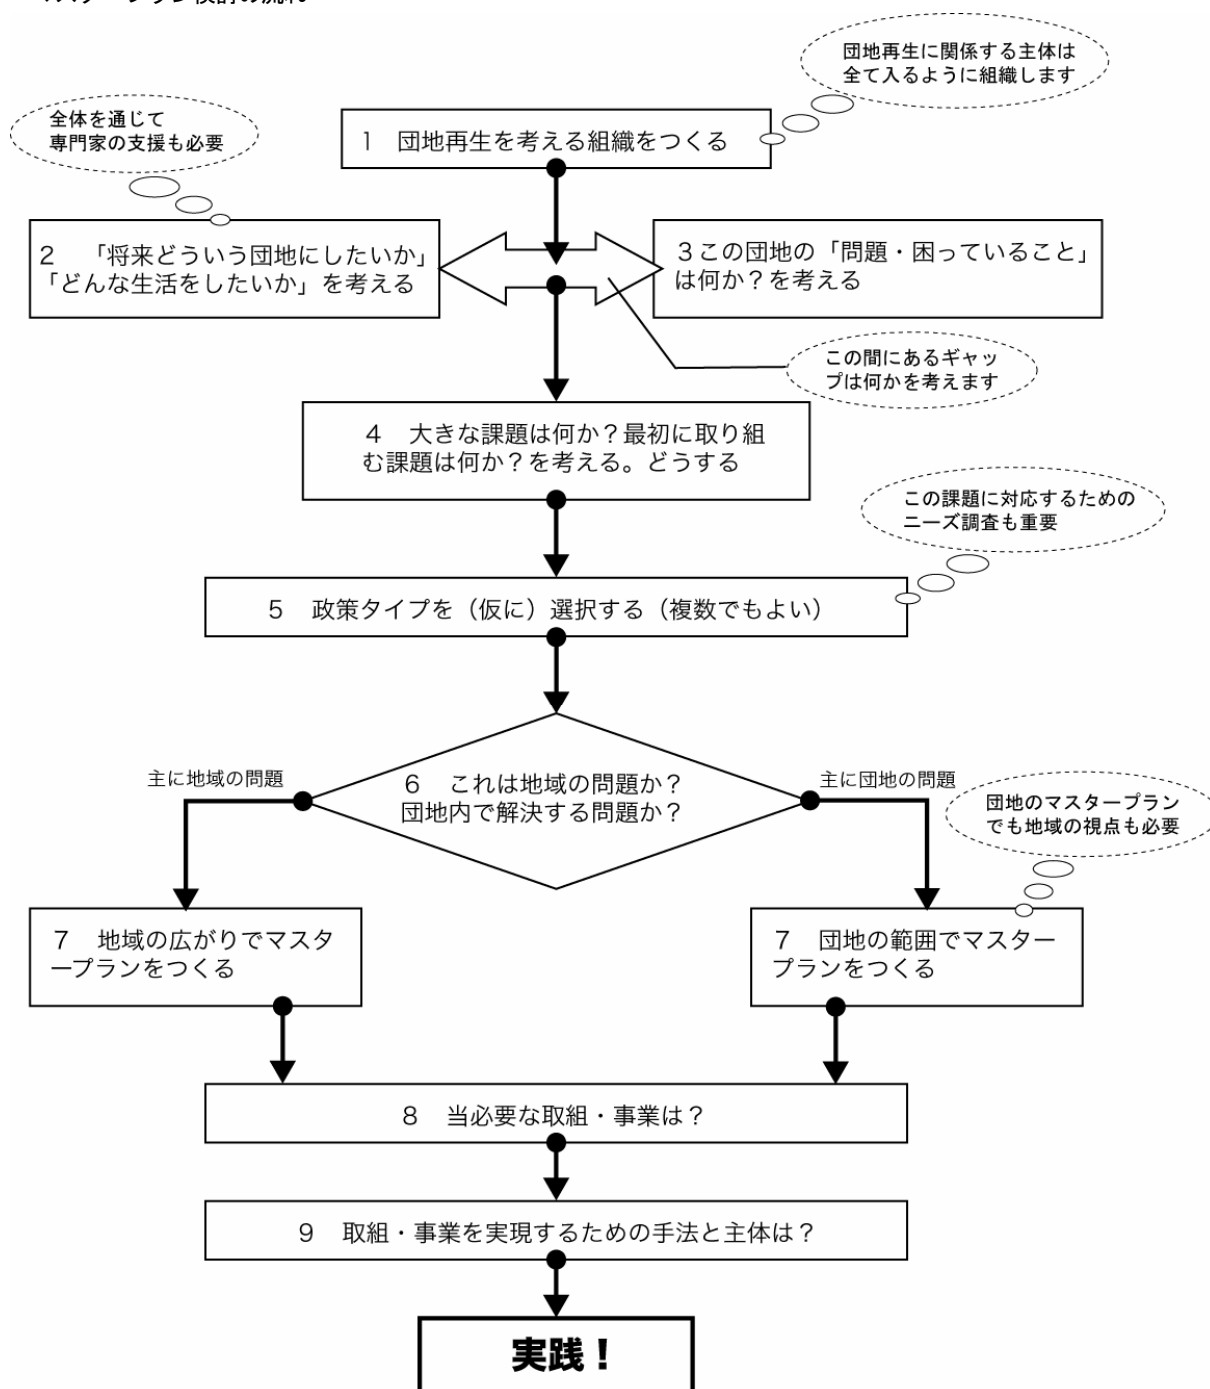 団地再生に関係する主体は
全て入るように組織します
全体を通じて
専門家の支援も必要
1　団地再生を考える組織をつくる
2　「将来どういう団地にしたいか」
「どんな生活をしたいか」を考える
3この団地の「問題・困っていること」
は何か？を考える
この間にあるギャッ
プは何かを考えます
4　大きな課題は何か？最初に取り組
む課題は何か？を考える。どうする
この課題に対応するための
ニーズ調査も重要
5　政策タイプを（仮に）選択する（複数でもよい）
主に地域の問題
6　これは地域の問題か？
団地内で解決する問題か？
主に団地の問題
団地のマスタープラン
でも地域の視点も必要
7　地域の広がりでマスタ
ープランをつくる
7　団地の範囲でマスター
プランをつくる
8　当必要な取組・事業は？
9　取組・事業を実現するための手法と主体は？
実践！